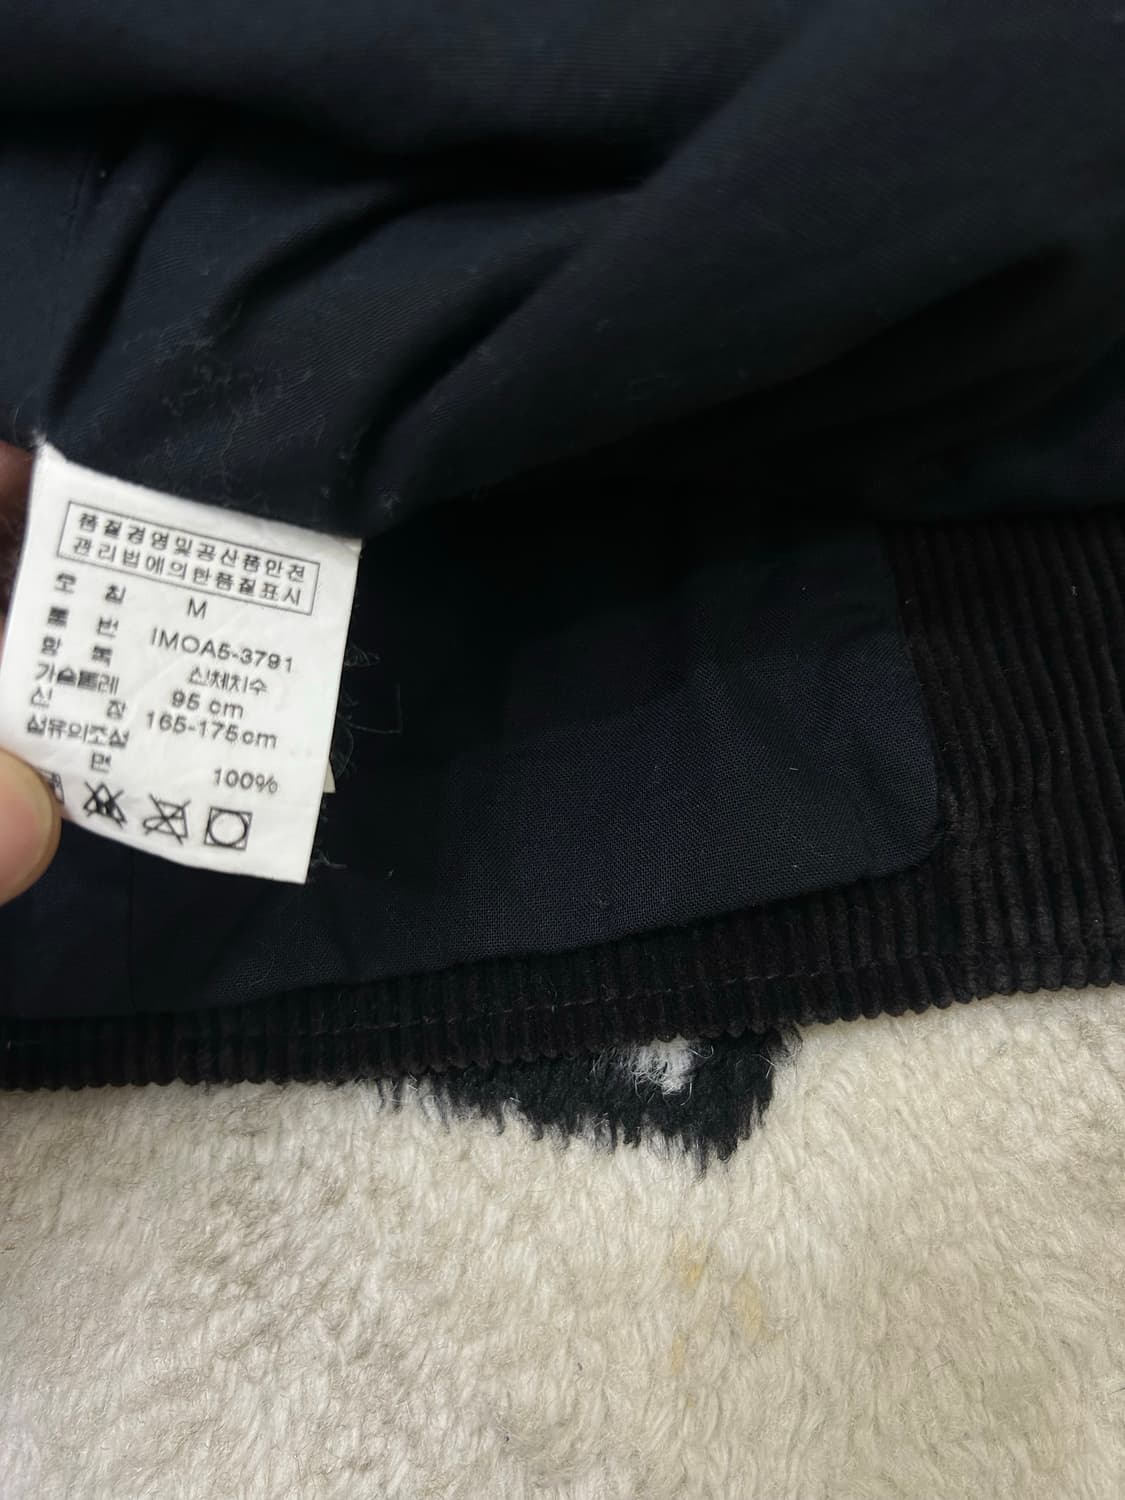 품질경영및공산품안전
관리법에의한품질표시
호 칭 M
품 번 IMOA5-3791
항 목 신체치수
가슴둘레 95 cm
신 장 165-175cm
섬유의조성
면 100%